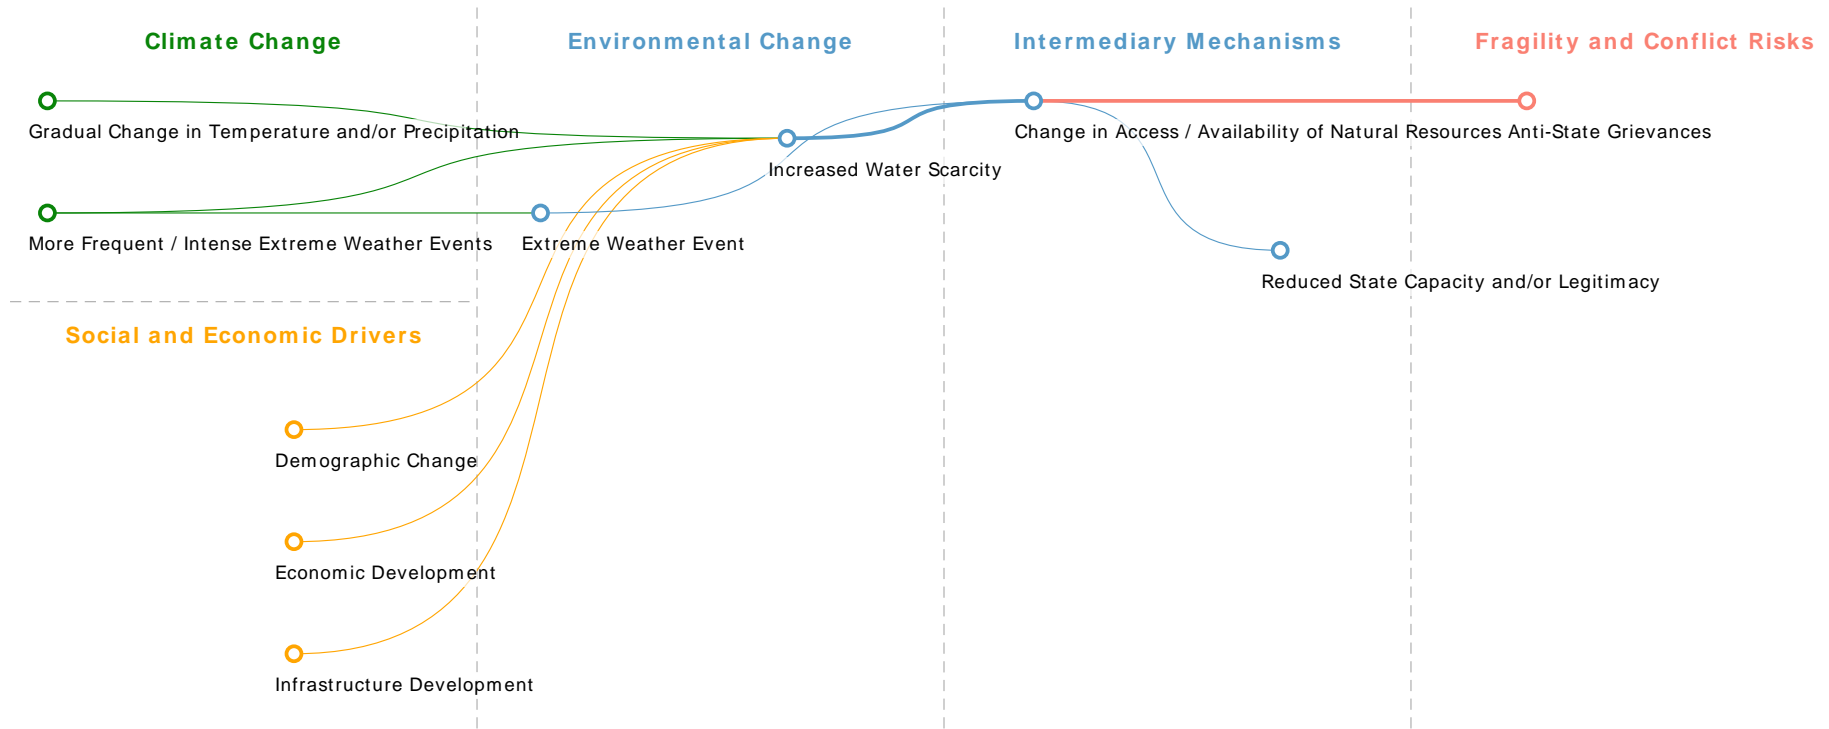 Climate Change
Environmental Change
Intermediary Mechanisms
Fragility and Conflict Risks
Gradual Change in Temperature and/or Precipitation
Change in Access / Availability of Natural Resources
Anti-State Grievances
Increased Water Scarcity
More Frequent / Intense Extreme Weather Events
Extreme Weather Event
Reduced State Capacity and/or Legitimacy
Social and Economic Drivers
Demographic Change
Economic Development
Infrastructure Development